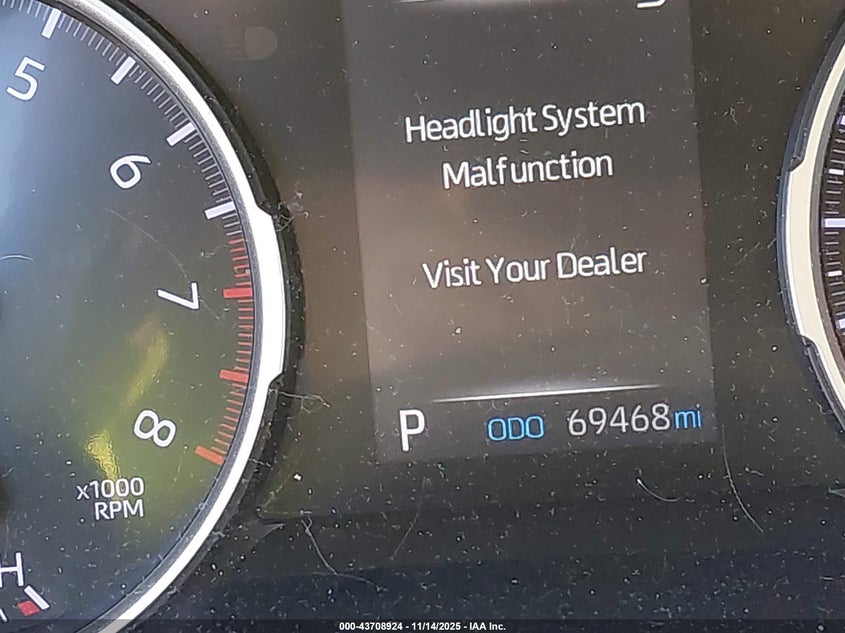 5
6
7
8
x1000
RPM
H
Headlight System
Malfunction
Visit Your Dealer
P ODO 69468 mi
000-43708924 - 11/14/2025 - IAA Inc.